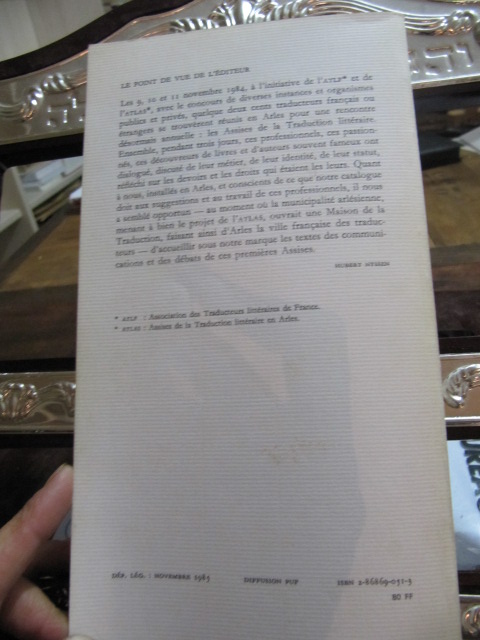 LE POINT DE VUE DE L'ÉDITEUR
Les 9, 10 et 11 novembre 1984, à l'initiative de l'ATLF* et de
l'ATLAS*, avec le concours de diverses instances et organismes
publics et privés, quelque deux cents traducteurs français ou
étrangers se trouvèrent réunis en Arles pour une rencontre
désormais annuelle : les Assises de la Traduction littéraire.
Ensemble, pendant trois jours, ces professionnels, ces passion-
nés, ces découvreurs de livres et d'auteurs souvent fameux ont
dialogué, discuté de leur métier, de leur identité, de leur statut,
réfléchi sur les devoirs et les droits qui étaient les leurs. Quant
à nous, installés en Arles, et conscients de ce que notre catalogue
doit aux suggestions et au travail de ces professionnels, il nous
a semblé opportun — au moment où la municipalité arlésienne,
menant à bien le projet de l'ATLAS, ouvrait une Maison de la
Traduction, faisant ainsi d'Arles la ville française des traduc-
teurs — d'accueillir sous notre marque les textes des communi-
cations et des débats de ces premières Assises.
HUBERT NYSSEN
* ATLF : Association des Traducteurs littéraires de France.
* ATLAS : Assises de la Traduction littéraire en Arles.
DÉP. LÉG. : NOVEMBRE 1985 DIFFUSION PUF ISBN 2-86869-051-3
80 FF